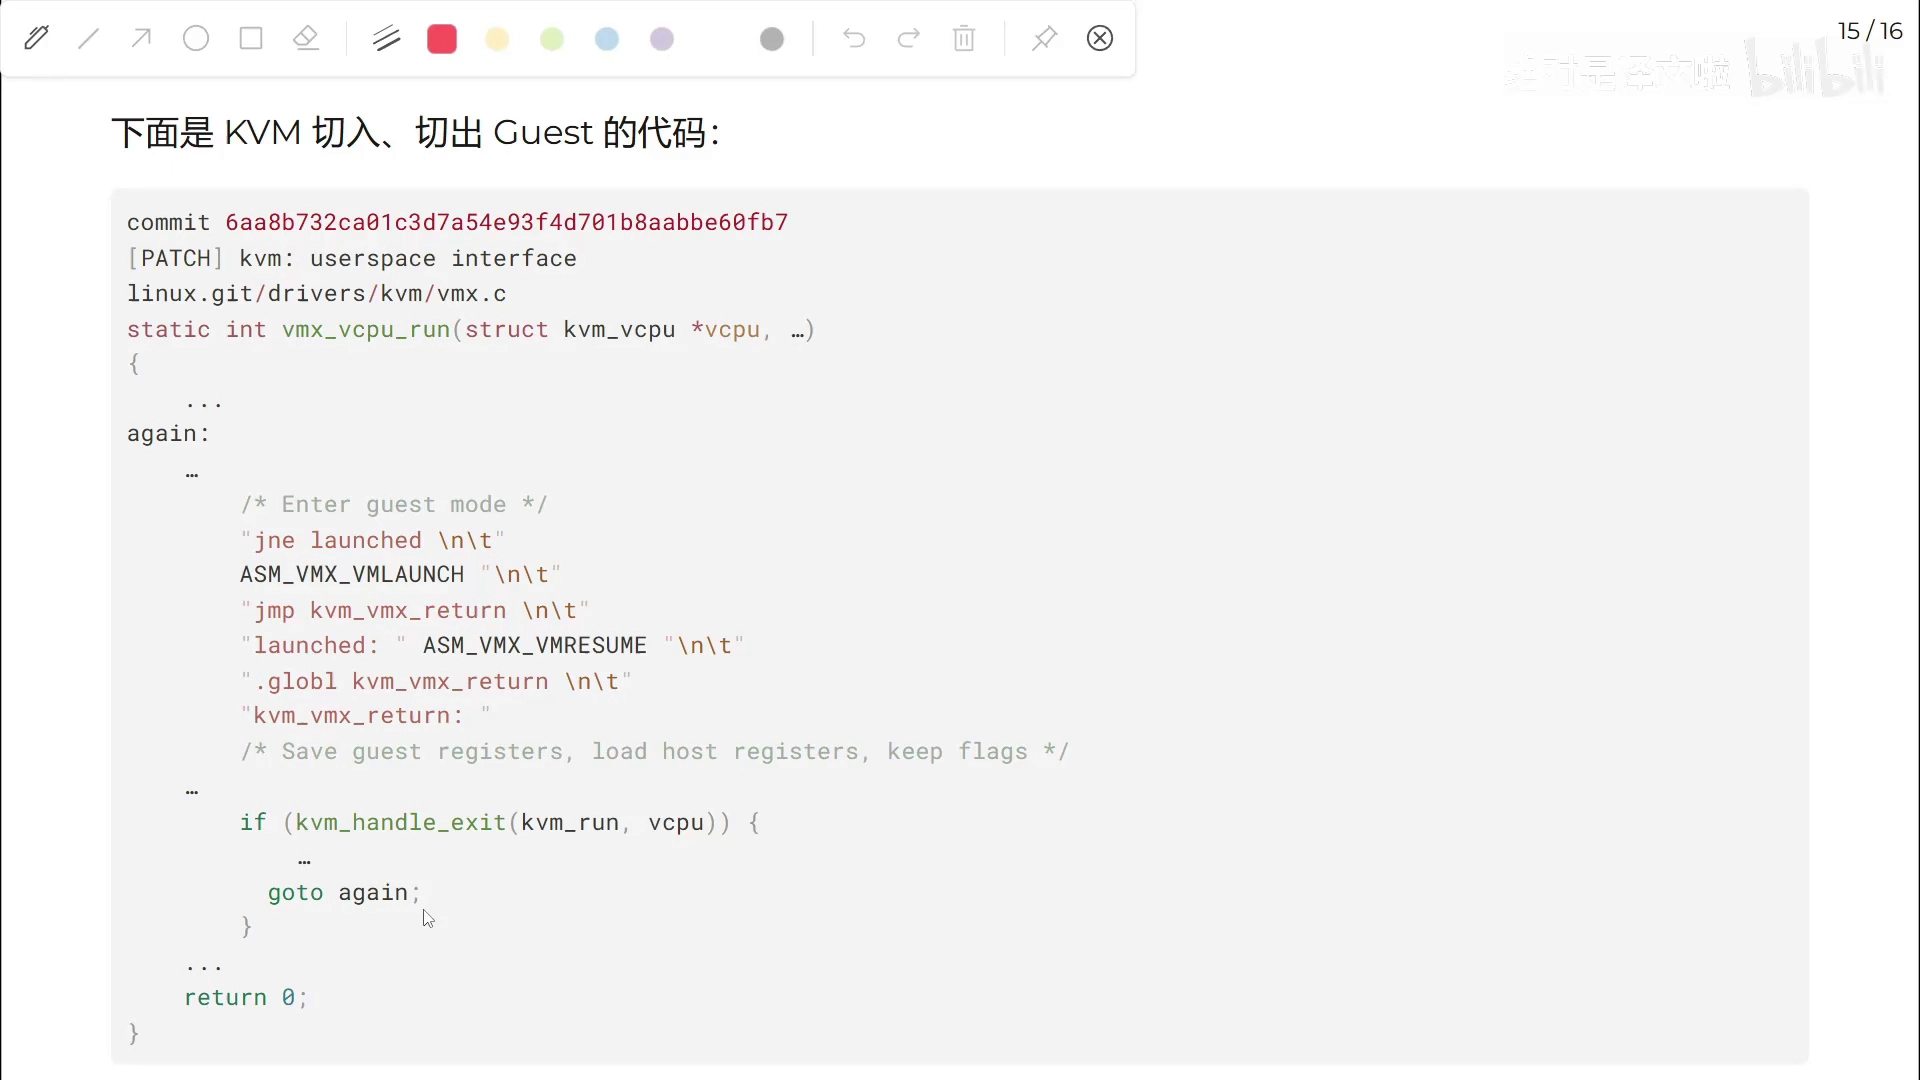 15 / 16
bilibili
下面是 KVM 切入、切出 Guest 的代码：
commit 6aa8b732ca01c3d7a54e93f4d701b8aabbe60fb7
[PATCH] kvm: userspace interface
linux.git/drivers/kvm/vmx.c
static int vmx_vcpu_run(struct kvm_vcpu *vcpu, …)
{
...
again:
…
/* Enter guest mode */
"jne launched \n\t"
ASM_VMX_VMLAUNCH "\n\t"
"jmp kvm_vmx_return \n\t"
"launched: " ASM_VMX_VMRESUME "\n\t"
".globl kvm_vmx_return \n\t"
"kvm_vmx_return: "
/* Save guest registers, load host registers, keep flags */
…
if (kvm_handle_exit(kvm_run, vcpu)) {
…
goto again;
}
...
return 0;
}